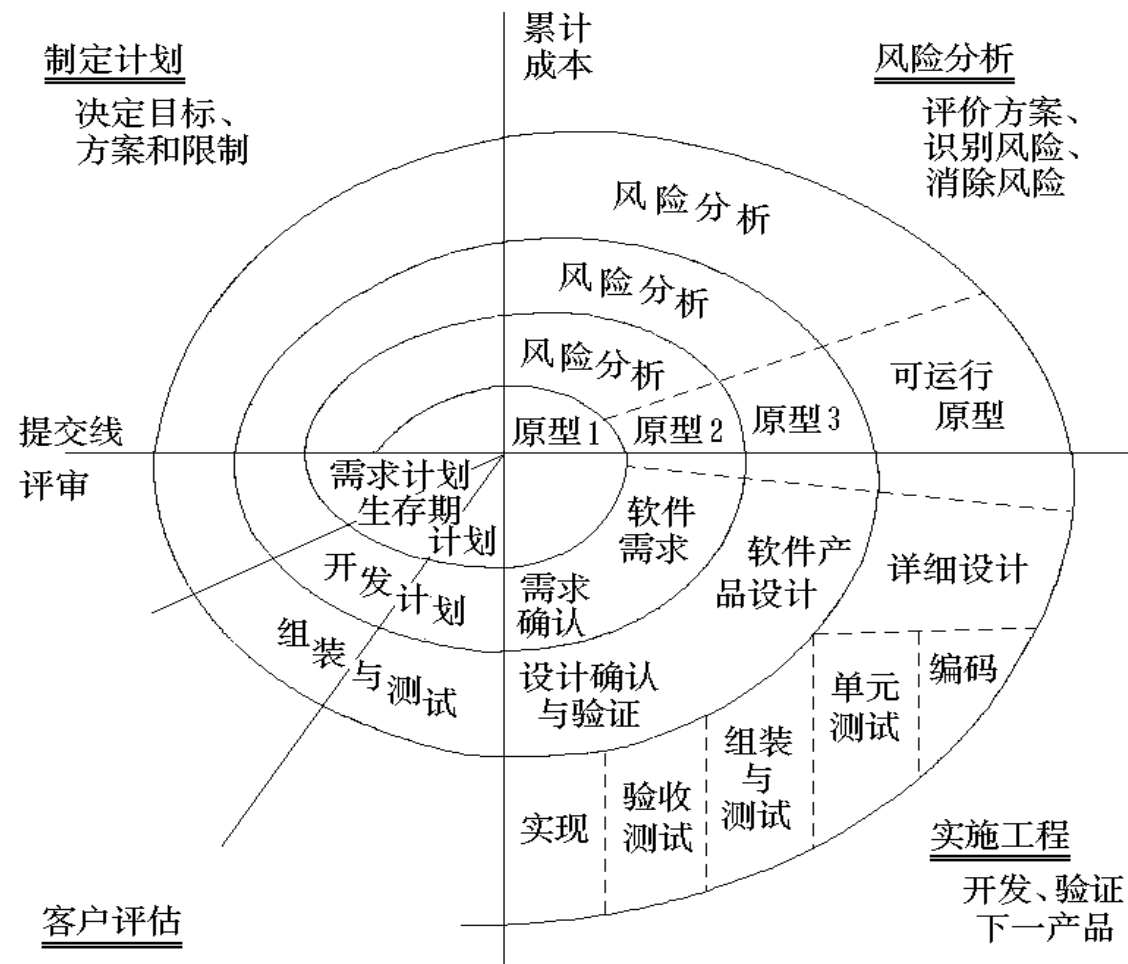 累计
成本
制定计划
决定目标、
方案和限制
风险分析
评价方案、
识别风险、
消除风险
风险分析
风险分析
风险分析
可运行
原型
原型1
原型2
原型3
提交线
评审
需求计划
生存期
计划
软件
需求
软件产
品设计
详细设计
开发计划
需求
确认
组装与测试
设计确认
与验证
编码
单元
测试
组装
与
测试
验收
测试
实现
实施工程
开发、验证
下一产品
客户评估